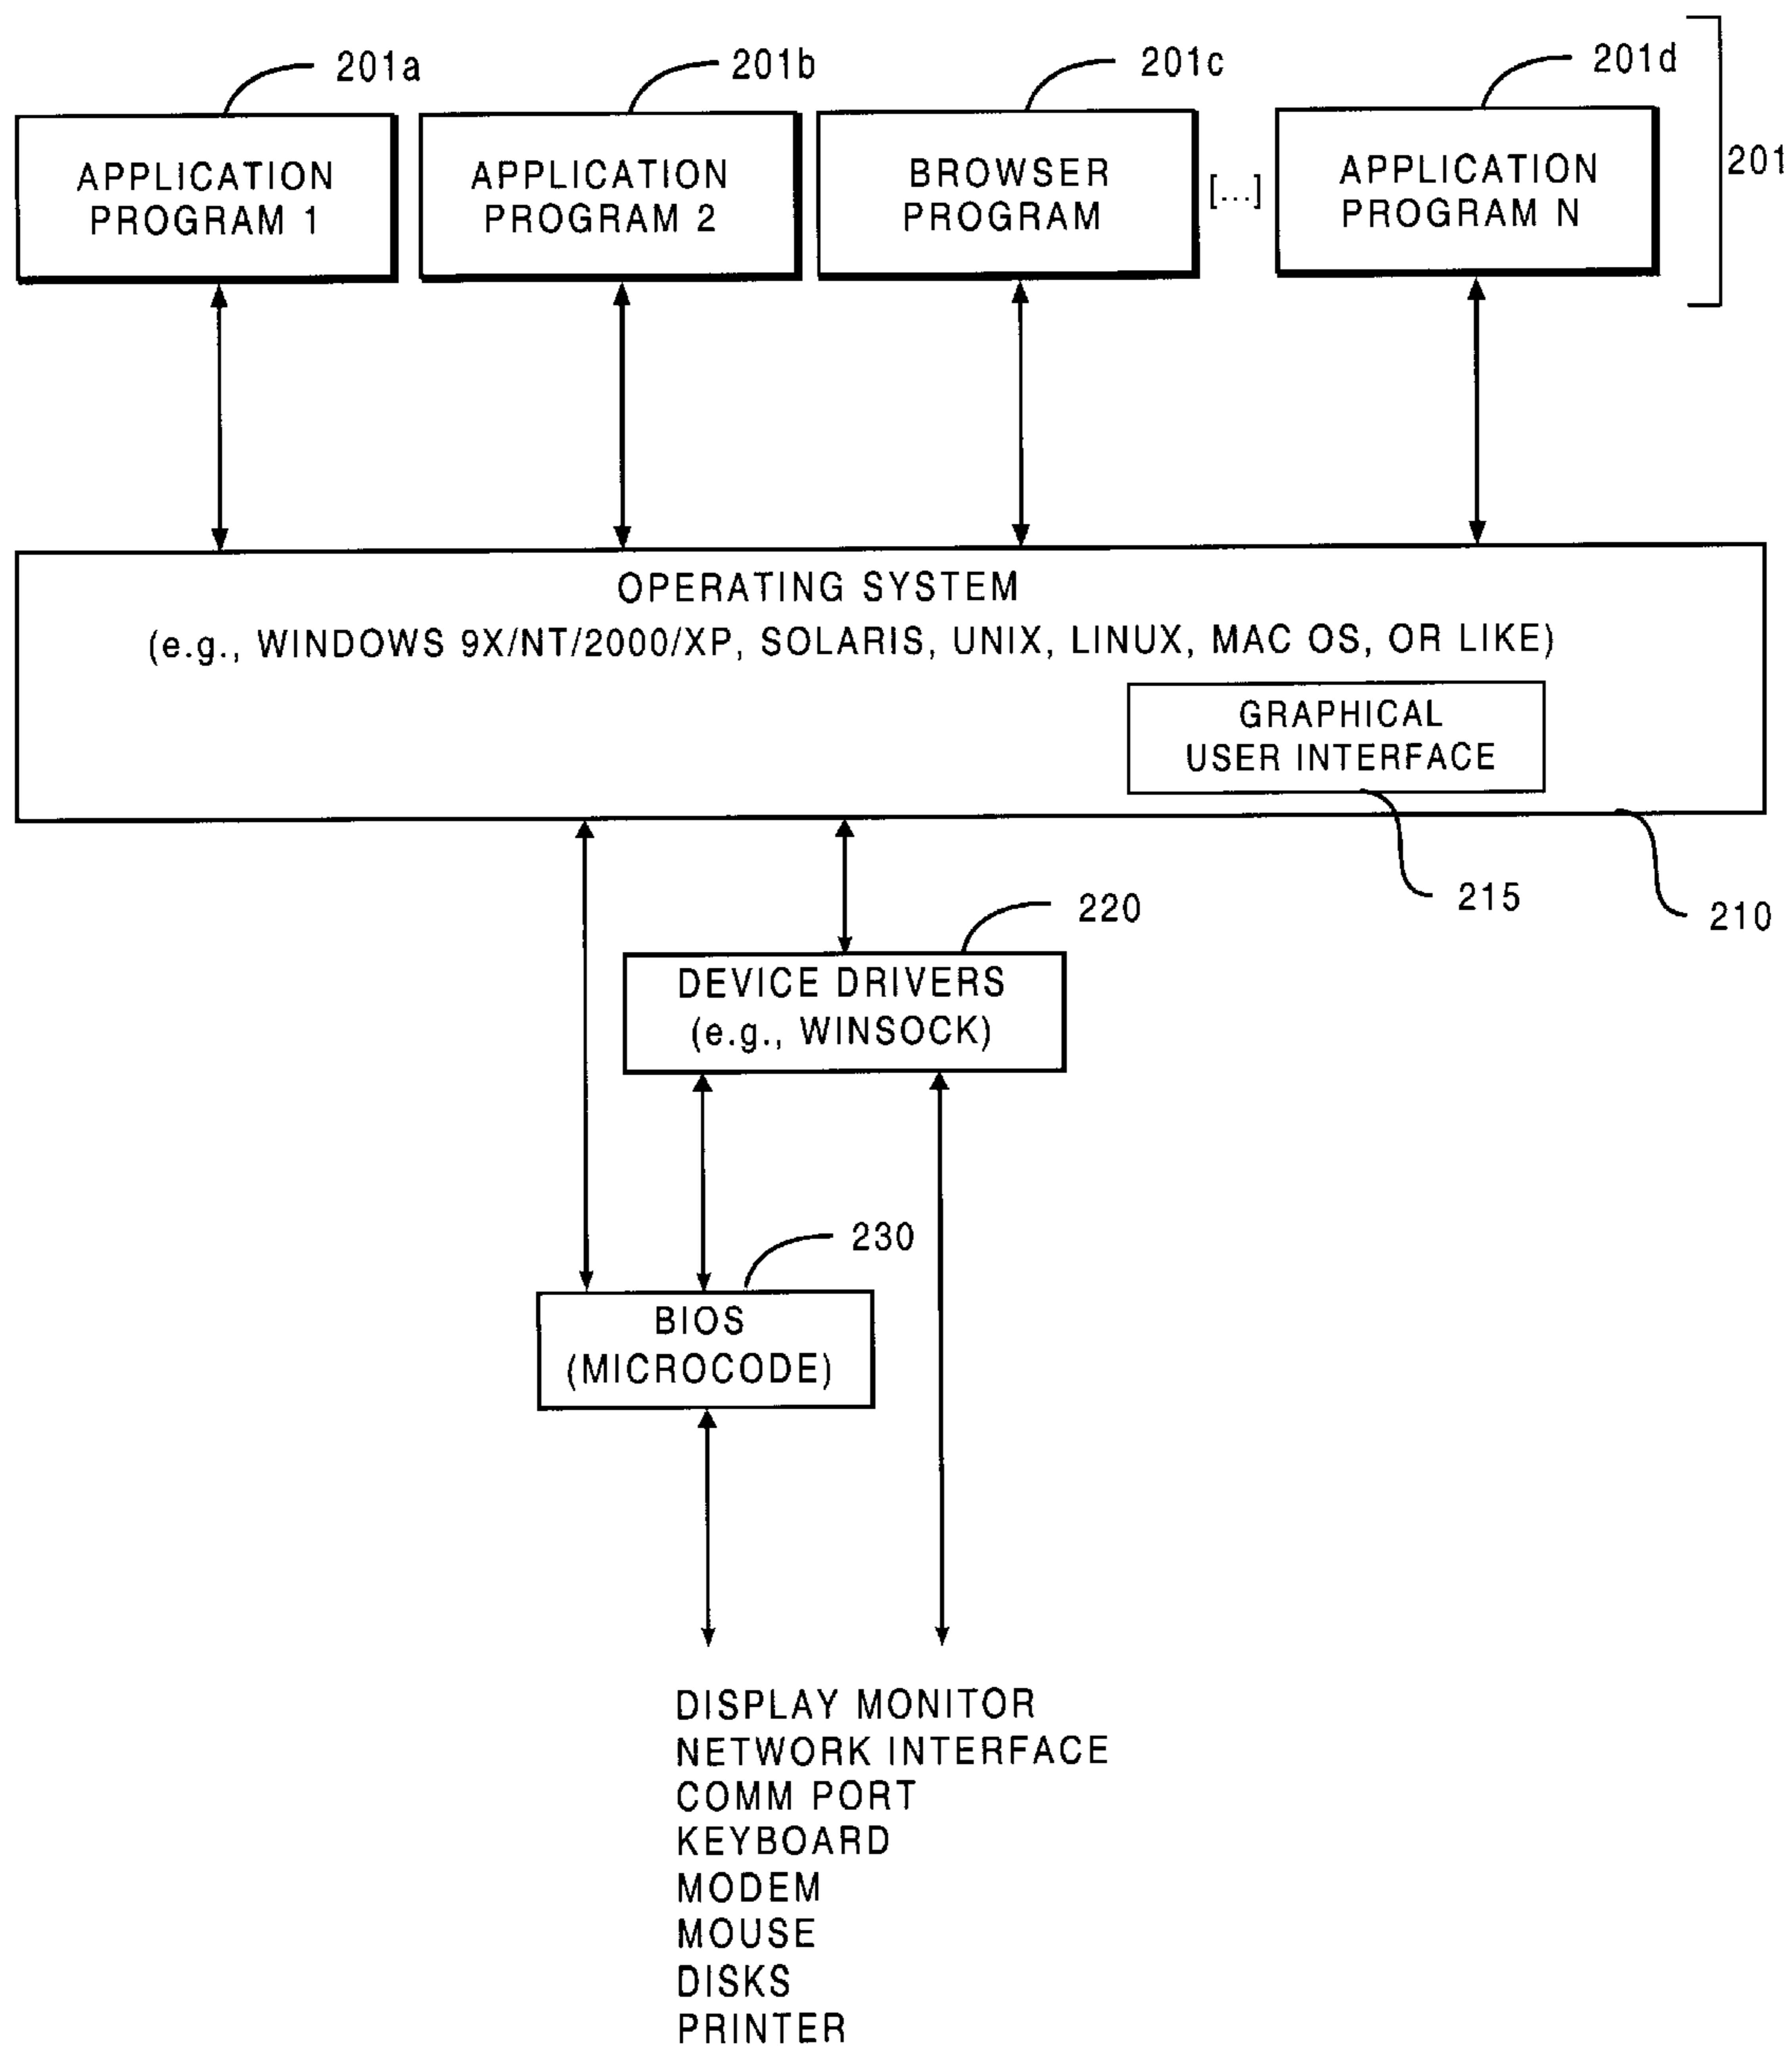 201a
201b
201c
201d
APPLICATION
PROGRAM 1
APPLICATION
PROGRAM 2
BROWSER
PROGRAM
[...]
APPLICATION
PROGRAM N
201
OPERATING SYSTEM
(e.g., WINDOWS 9X/NT/2000/XP, SOLARIS, UNIX, LINUX, MAC OS, OR LIKE)
GRAPHICAL
USER INTERFACE
215
210
220
DEVICE DRIVERS
(e.g., WINSOCK)
230
BIOS
(MICROCODE)
DISPLAY MONITOR
NETWORK INTERFACE
COMM PORT
KEYBOARD
MODEM
MOUSE
DISKS
PRINTER